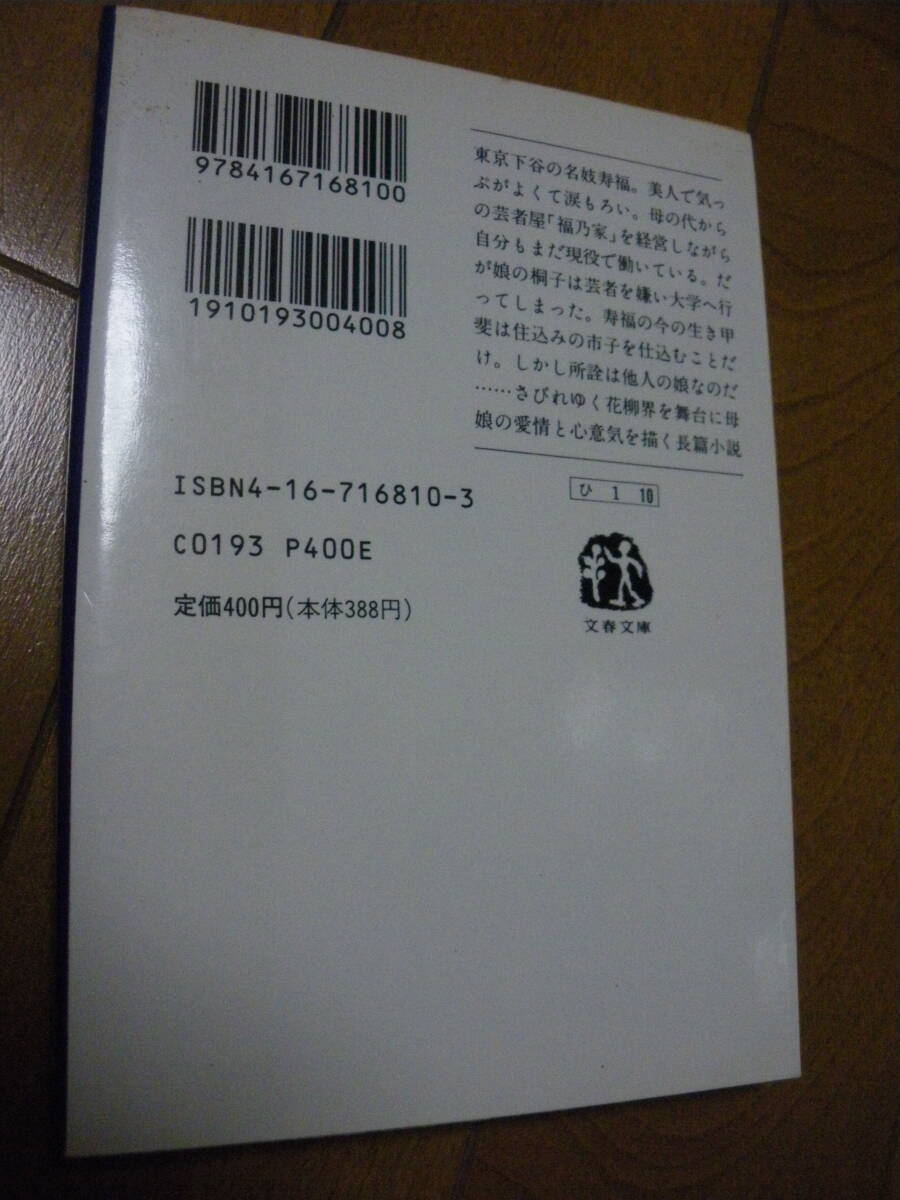 9784167168100
1910193004008
東京下谷の名妓寿福。美人で気っ
ぷがよくて涙もろい。母の代から
の芸者屋「福乃家」を経営しながら
自分もまだ現役で働いている。だ
が娘の桐子は芸者を嫌い大学へ行
ってしまった。寿福の今の生き甲
斐は住込みの市子を仕込むことだ
け。しかし所詮は他人の娘なのだ
……さびれゆく花柳界を舞台に母
娘の愛情と心意気を描く長篇小説
ISBN4-16-716810-3
C0193 P400E
定価400円(本体388円)
ひ 1 10
文春文庫